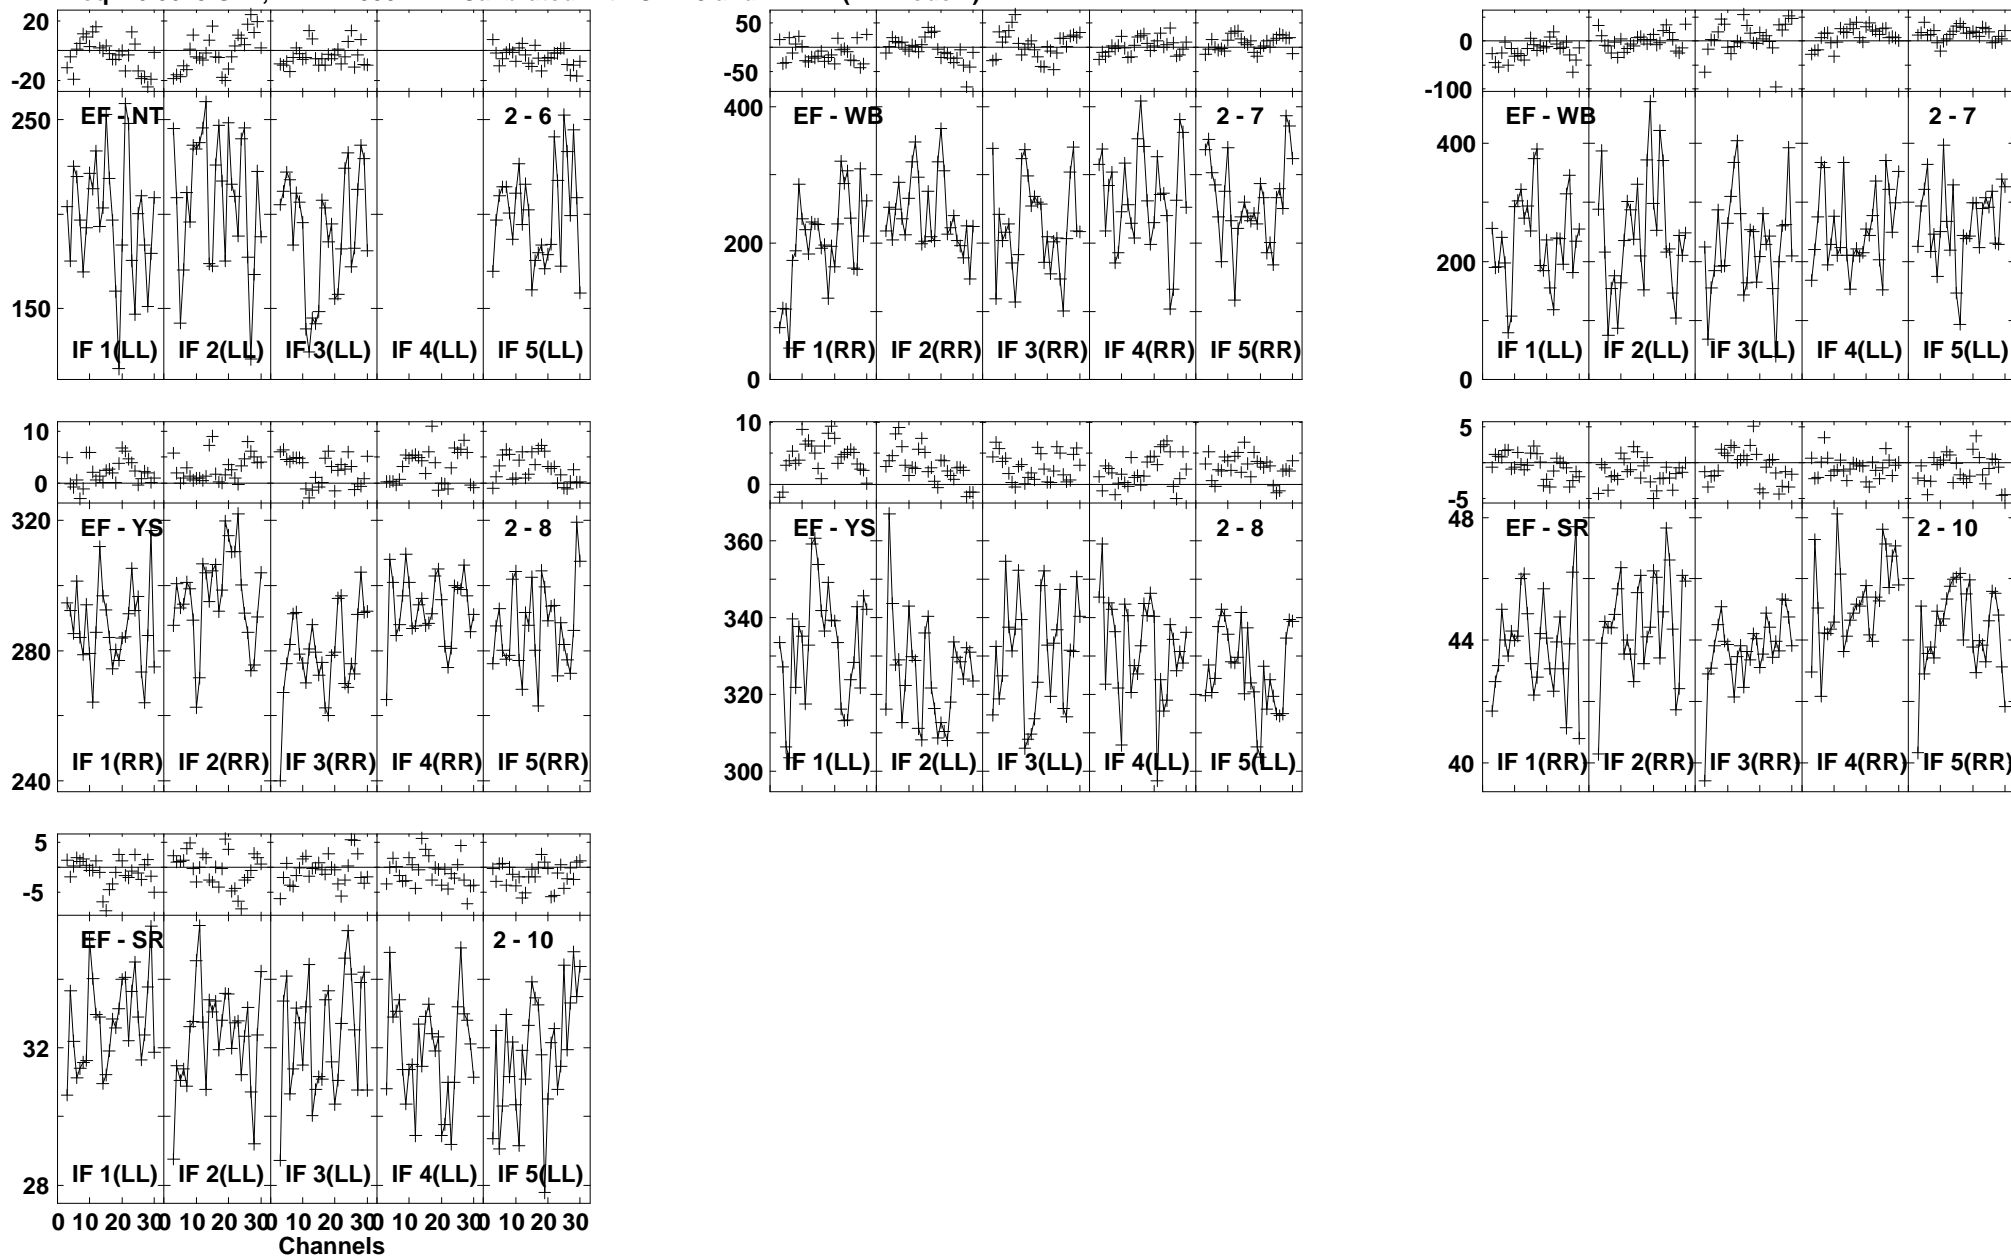 20
-20
250
150
EF - NT
2 - 6
IF 1(LL) IF 2(LL) IF 3(LL) IF 4(LL) IF 5(LL)
50
-50
400
200
0
EF - WB
2 - 7
IF 1(RR) IF 2(RR) IF 3(RR) IF 4(RR) IF 5(RR)
0
-100
400
200
0
EF - WB
2 - 7
IF 1(LL) IF 2(LL) IF 3(LL) IF 4(LL) IF 5(LL)
10
0
320
280
240
EF - YS
2 - 8
IF 1(RR) IF 2(RR) IF 3(RR) IF 4(RR) IF 5(RR)
10
0
360
340
320
300
EF - YS
2 - 8
IF 1(LL) IF 2(LL) IF 3(LL) IF 4(LL) IF 5(LL)
5
-5
48
44
40
EF - SR
2 - 10
IF 1(RR) IF 2(RR) IF 3(RR) IF 4(RR) IF 5(RR)
5
-5
32
28
EF - SR
2 - 10
IF 1(LL) IF 2(LL) IF 3(LL) IF 4(LL) IF 5(LL)
0 10 20 30 0 10 20 30 0 10 20 30 0 10 20 30 0 10 20 30
Channels